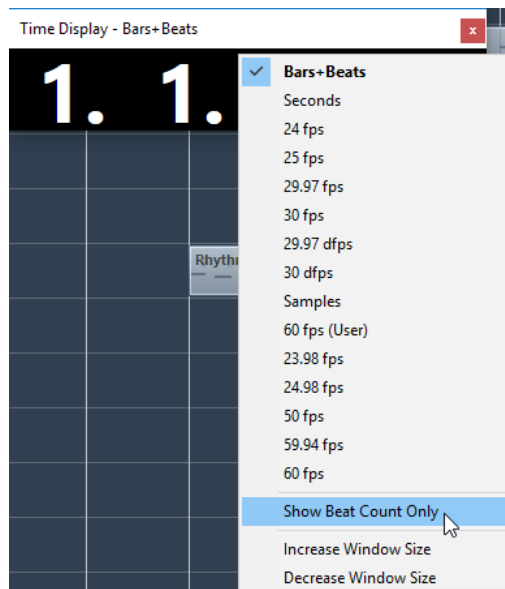 Time Display - Bars+Beats
x
1. 1.
Bars+Beats
Seconds
24 fps
25 fps
29.97 fps
30 fps
Rhyth
29.97 dfps
30 dfps
Samples
60 fps (User)
23.98 fps
24.98 fps
50 fps
59.94 fps
60 fps
Show Beat Count Only
Increase Window Size
Decrease Window Size